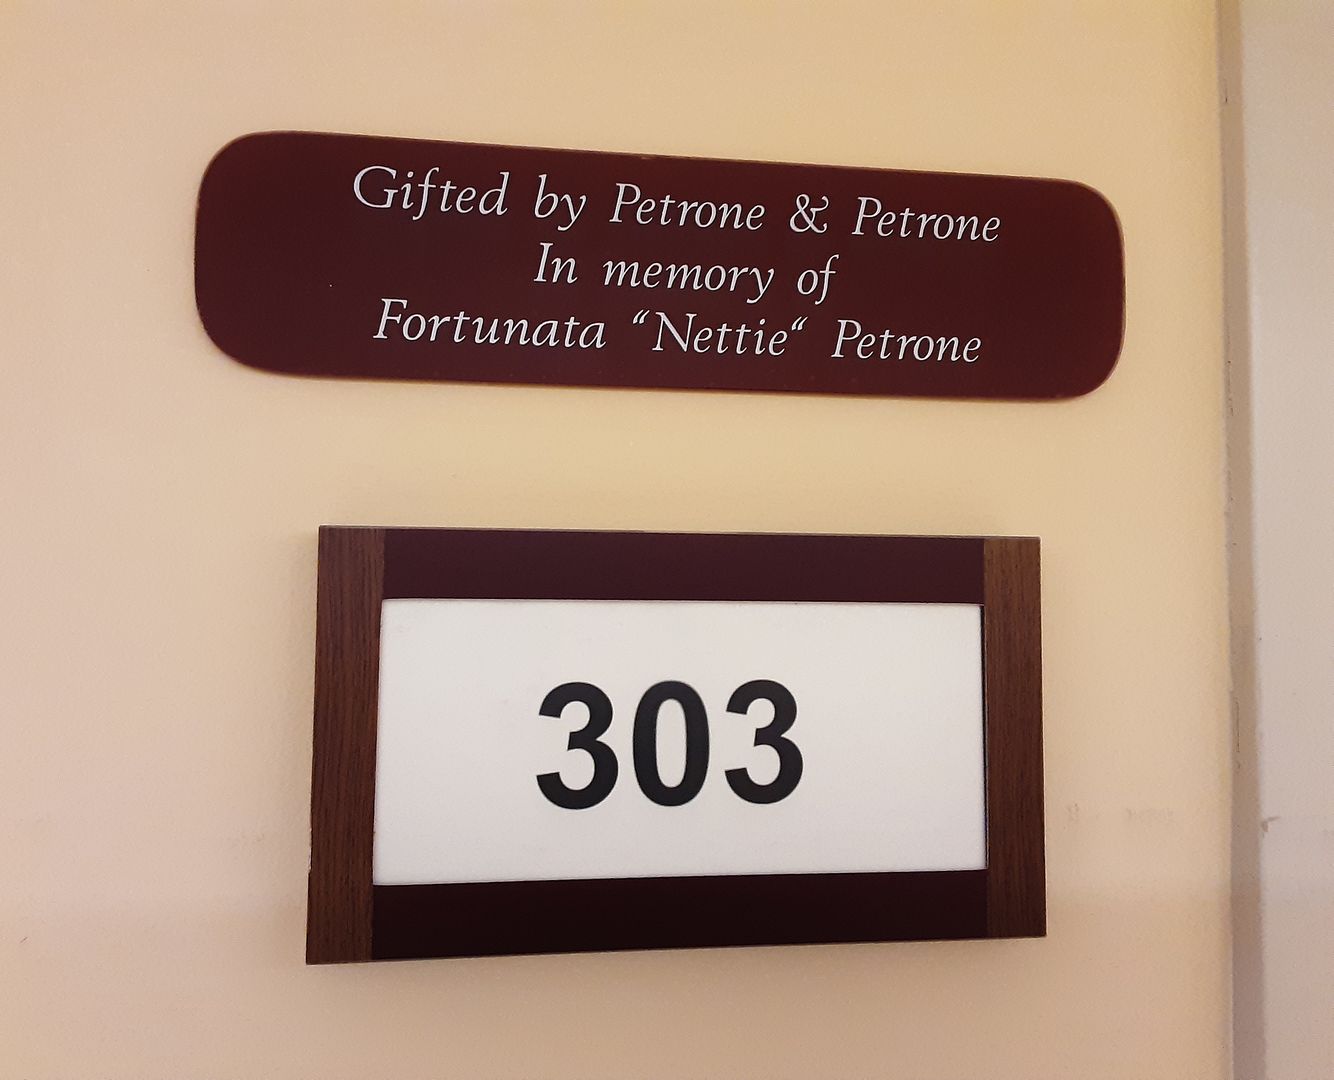 Gifted by Petrone & Petrone
In memory of
Fortunata “Nettie“ Petrone
303